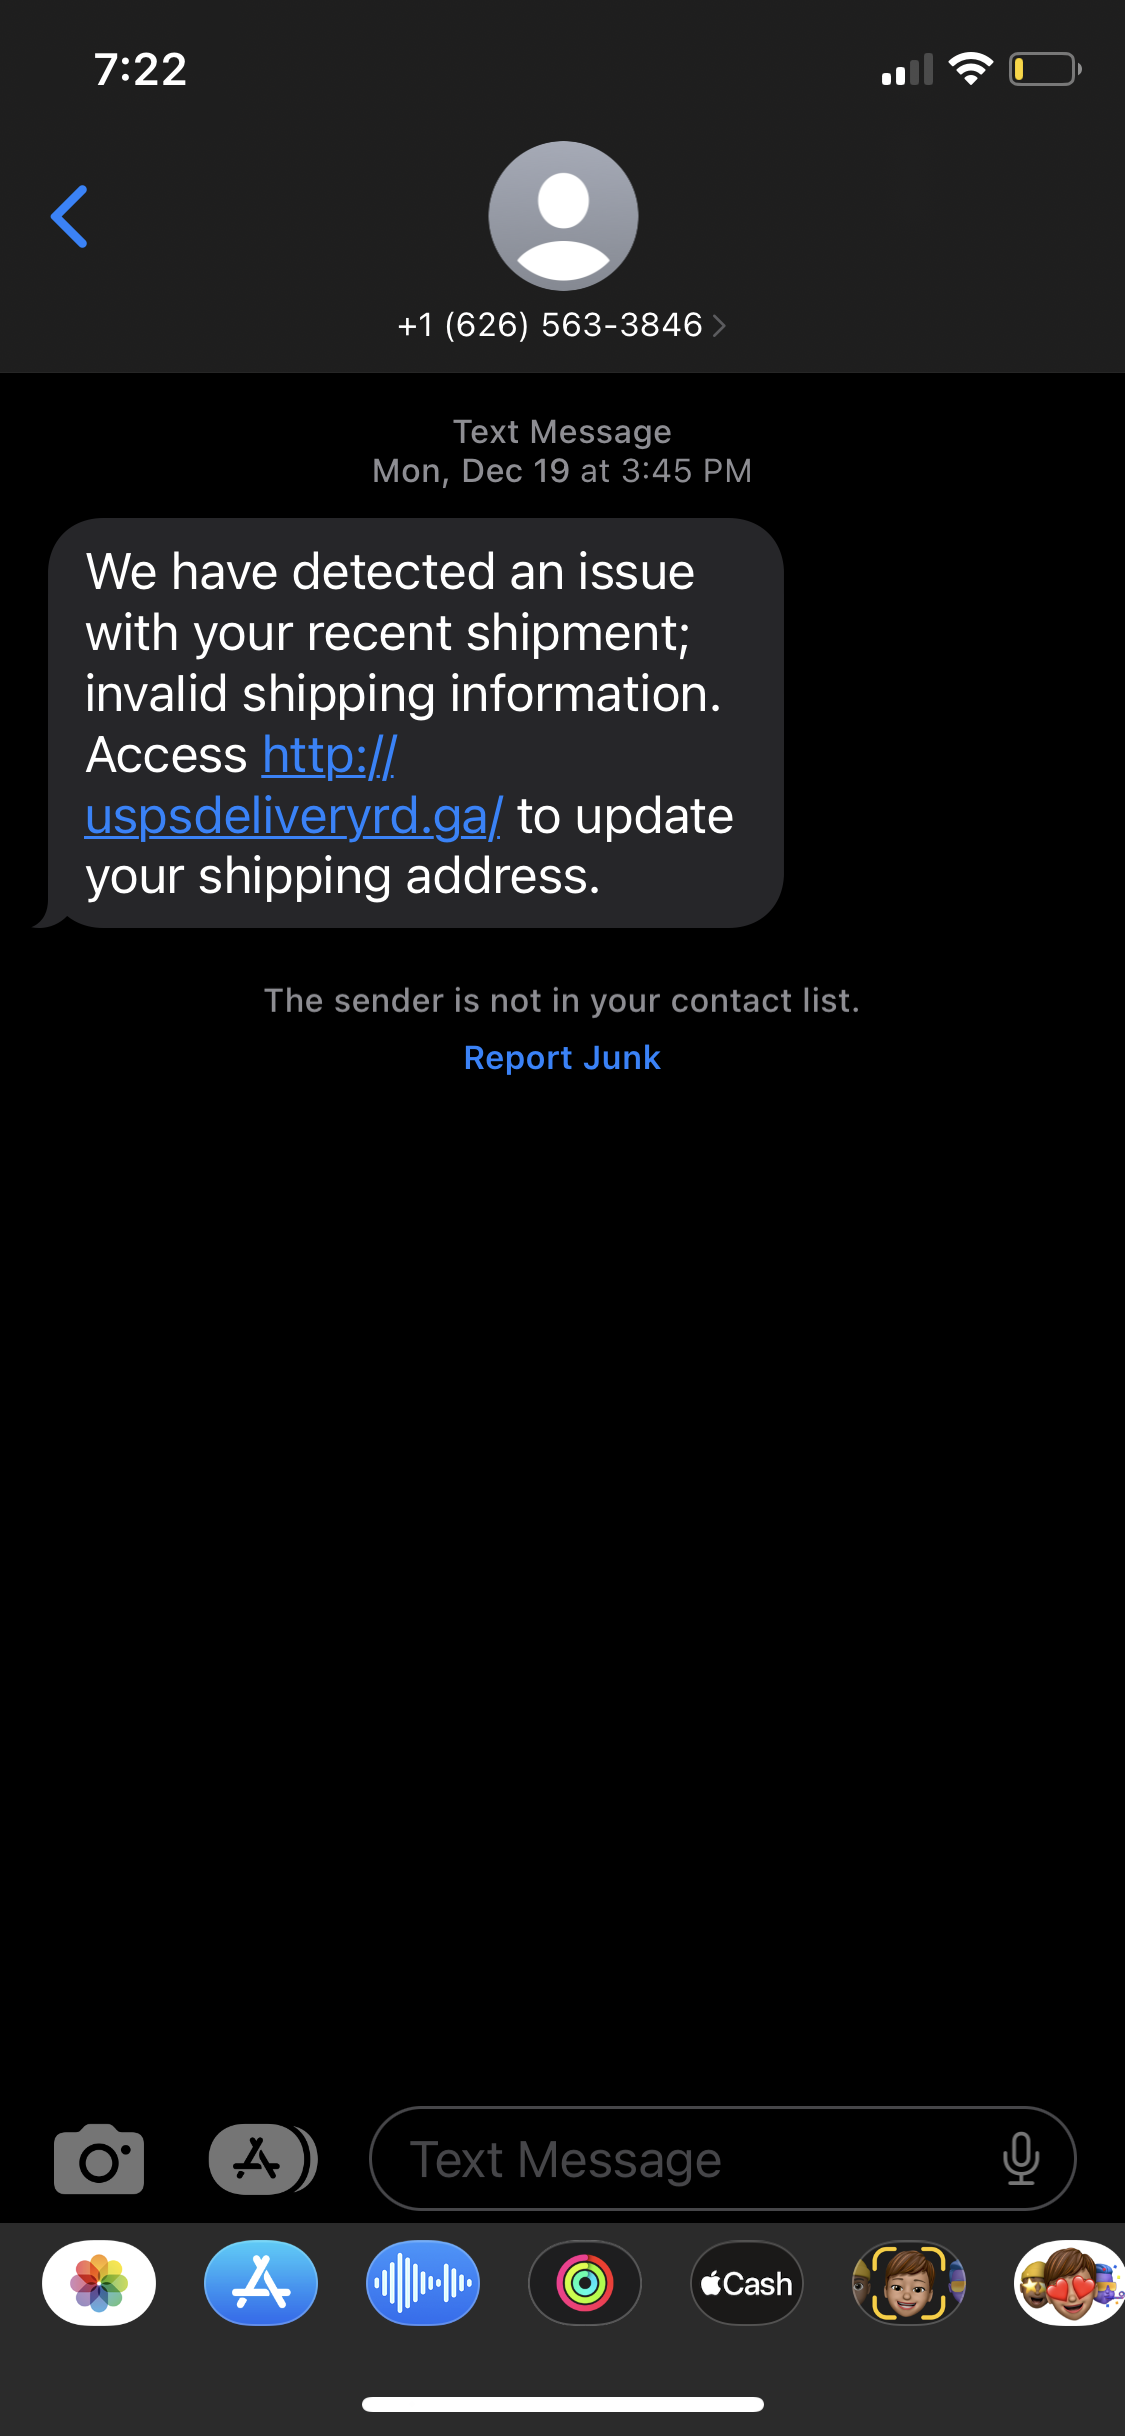 7:22
+1 (626) 563-3846
Text Message
Mon, Dec 19 at 3:45 PM
We have detected an issue
with your recent shipment;
invalid shipping information.
Access http://
uspsdeliveryrd.ga/ to update
your shipping address.
The sender is not in your contact list.
Report Junk
Text Message
Cash